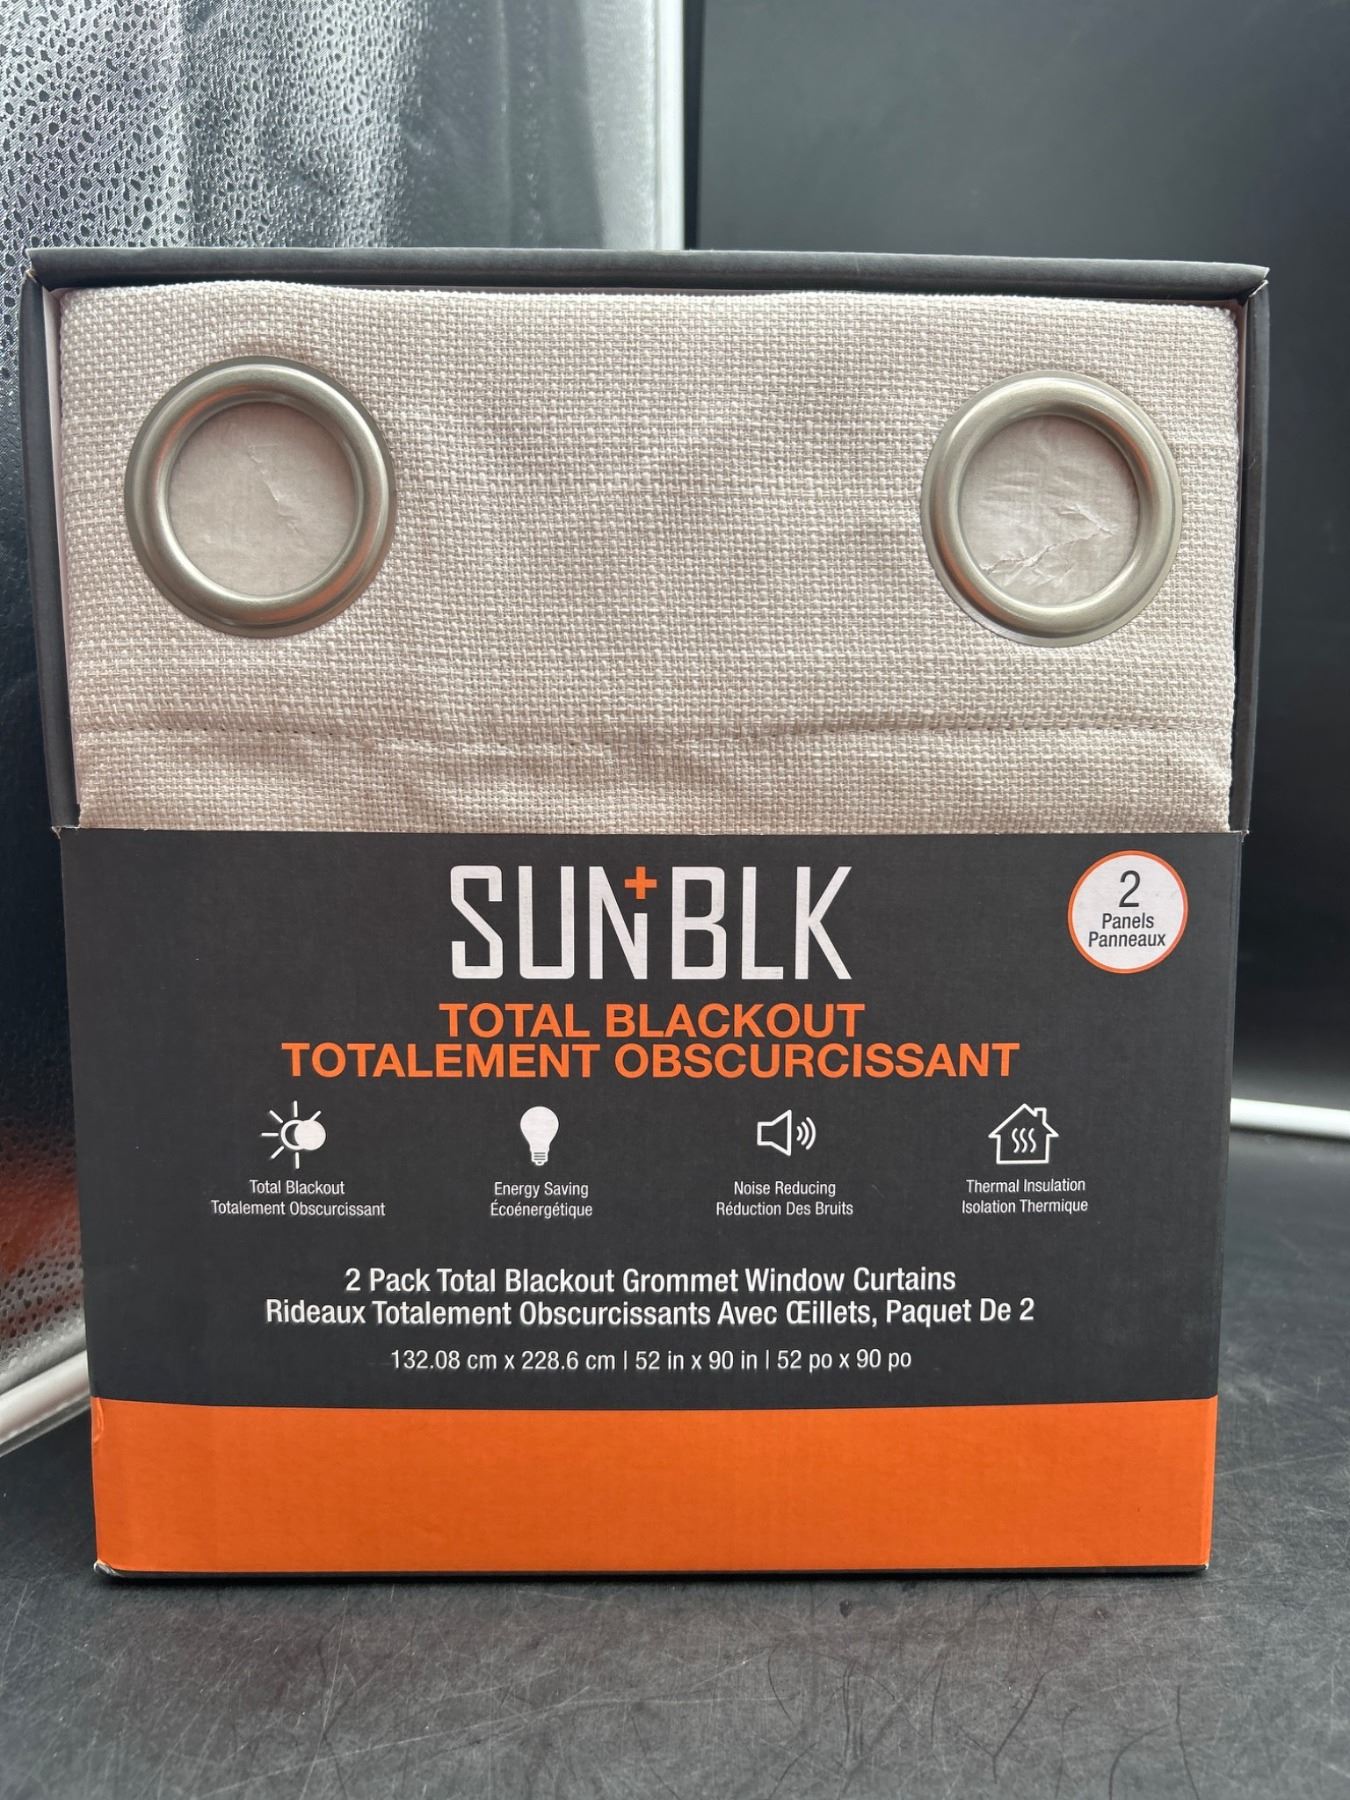 SUN+BLK
2
Panels
Panneaux
TOTAL BLACKOUT
TOTALEMENT OBSCURCISSANT
Total Blackout
Totalement Obscurcissant
Energy Saving
Écoénergétique
Noise Reducing
Réduction Des Bruits
Thermal Insulation
Isolation Thermique
2 Pack Total Blackout Grommet Window Curtains
Rideaux Totalement Obscurcissants Avec Œillets, Paquet De 2
132.08 cm x 228.6 cm | 52 in x 90 in | 52 po x 90 po